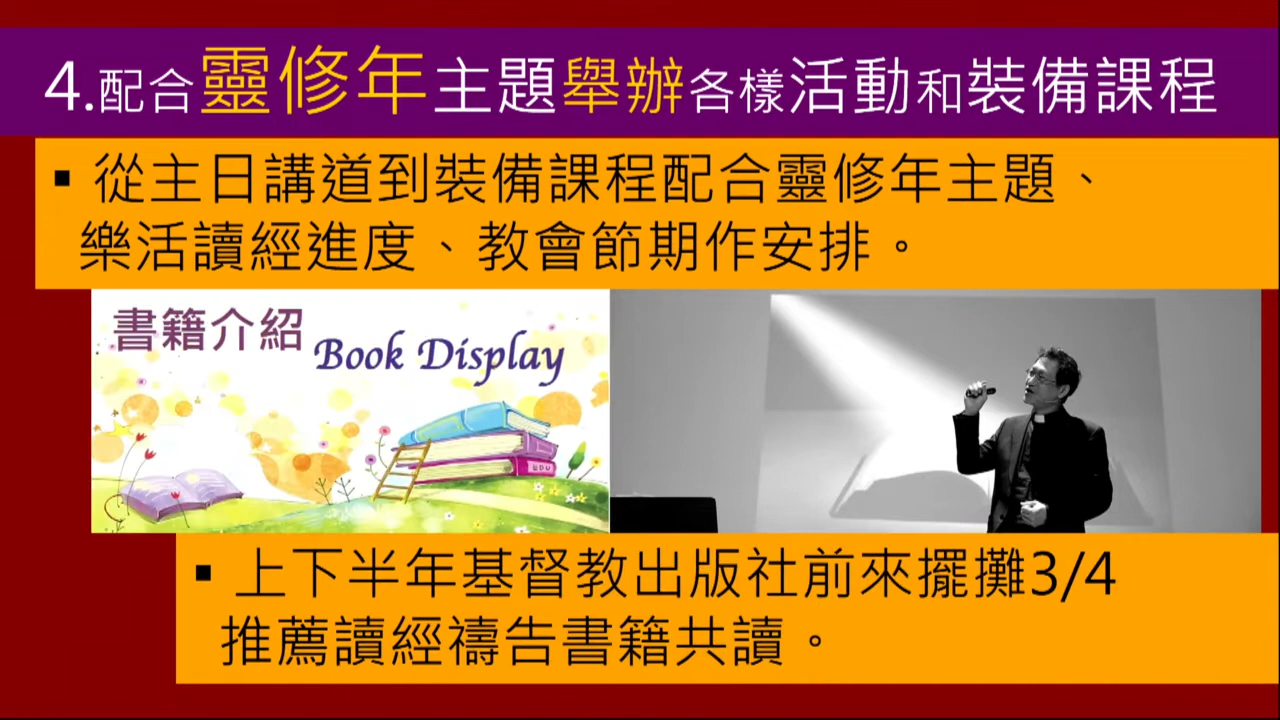 4.配合靈修年主題舉辦各樣活動和裝備課程
▪ 從主日講道到裝備課程配合靈修年主題、
樂活讀經進度、教會節期作安排。
書籍介紹
Book Display
EDU
▪ 上下半年基督教出版社前來擺攤3/4
推薦讀經禱告書籍共讀。